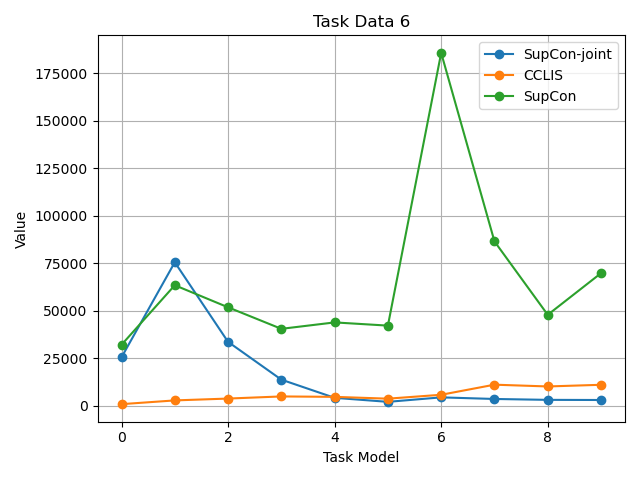 Task Data 6
SupCon-joint
CCLIS
SupCon
175000
150000
125000
100000
75000
50000
25000
0
Value
0 2 4 6 8
Task Model